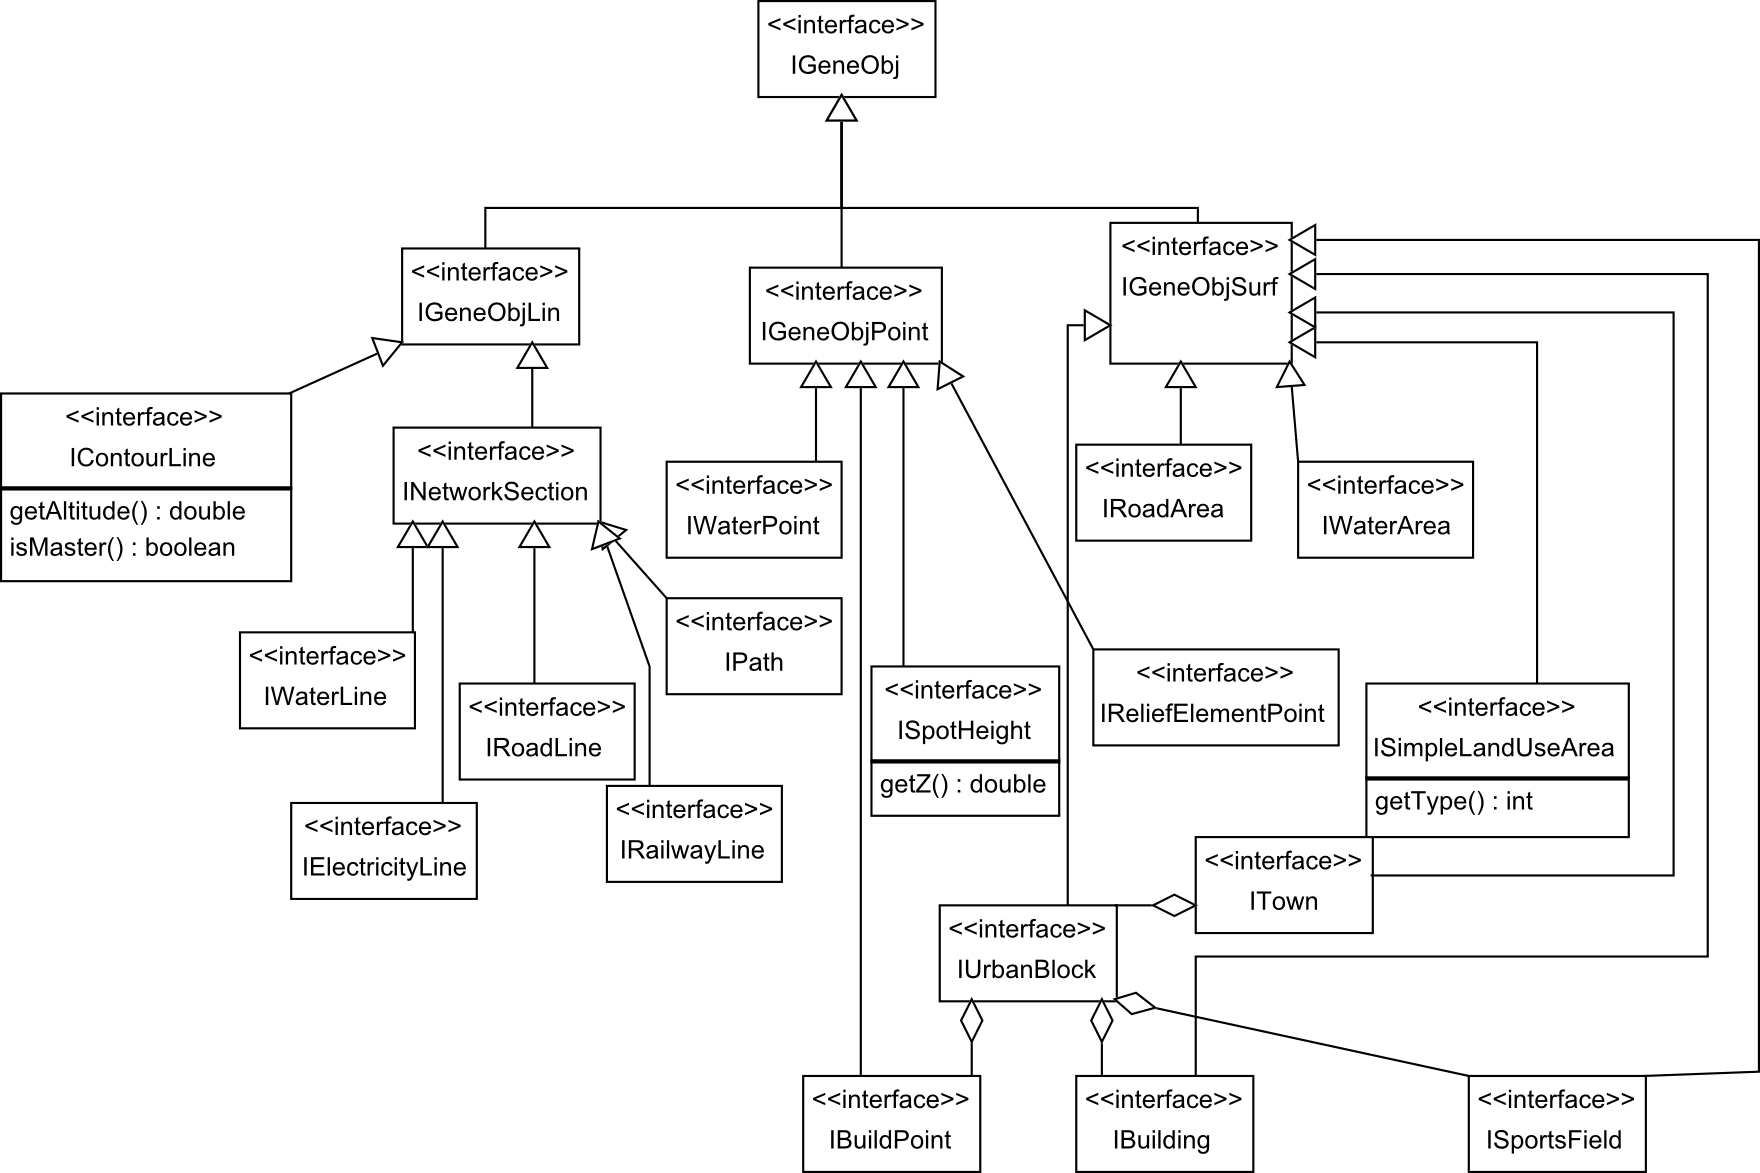 <<interface>>
IGeneObj
<<interface>>
IGeneObjLin
<<interface>>
IGeneObjPoint
<<interface>>
IGeneObjSurf
<<interface>>
IContourLine
getAltitude() : double
isMaster() : boolean
<<interface>>
INetworkSection
<<interface>>
IWaterPoint
<<interface>>
IRoadArea
<<interface>>
IWaterArea
<<interface>>
IWaterLine
<<interface>>
IRoadLine
<<interface>>
IPath
<<interface>>
ISpotHeight
getZ() : double
<<interface>>
IReliefElementPoint
<<interface>>
ISimpleLandUseArea
getType() : int
<<interface>>
IElectricityLine
<<interface>>
IRailwayLine
<<interface>>
ITown
<<interface>>
IUrbanBlock
<<interface>>
IBuildPoint
<<interface>>
IBuilding
<<interface>>
ISportsField